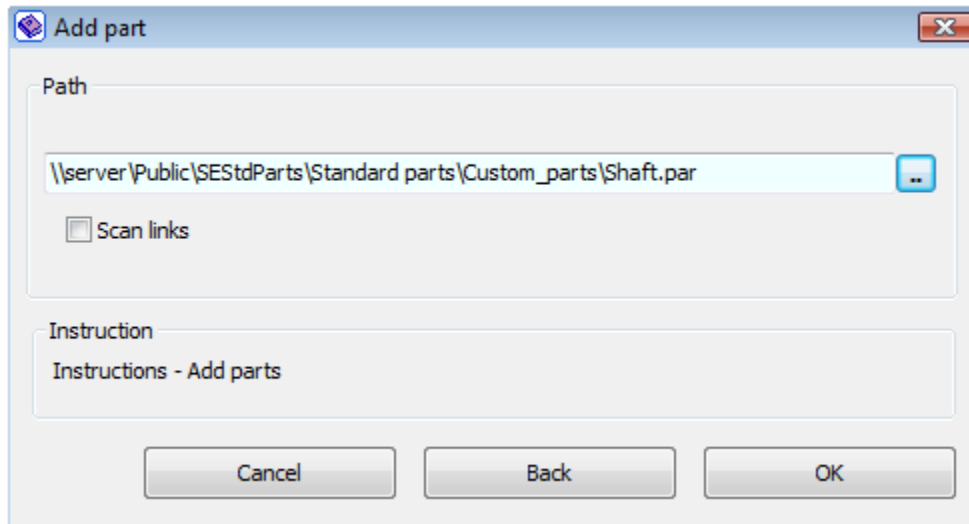 Add part
Path
\\server\Public\SEStdParts\Standard parts\Custom_parts\Shaft.par
..
Scan links
Instruction
Instructions - Add parts
Cancel Back OK